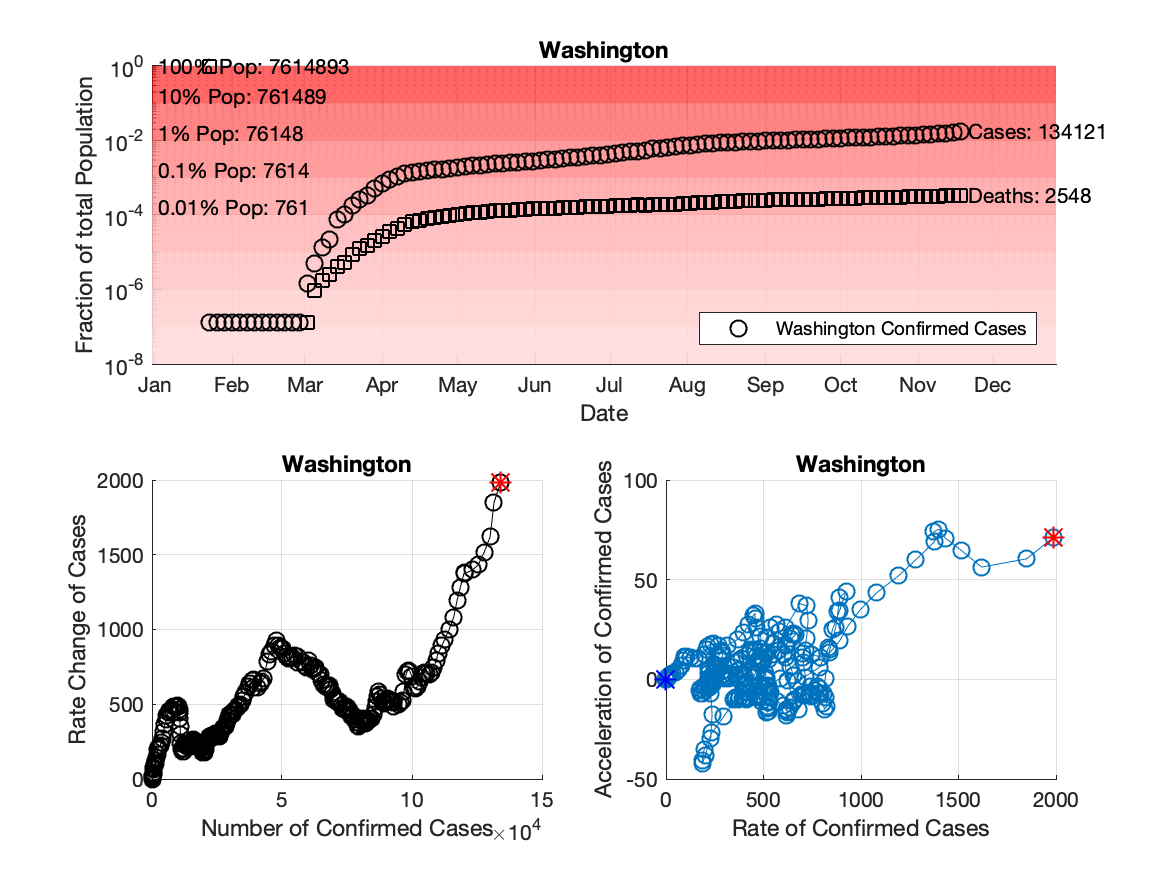 Washington
Fraction of total Population
10^0
10^-2
10^-4
10^-6
10^-8
100% Pop: 7614893
10% Pop: 761489
1% Pop: 76148
0.1% Pop: 7614
0.01% Pop: 761
Cases: 134121
Deaths: 2548
Washington Confirmed Cases
Jan Feb Mar Apr May Jun Jul Aug Sep Oct Nov Dec
Date
Washington
Rate Change of Cases
2000
1500
1000
500
0
0 5 10 15
Number of Confirmed Cases ×10^4
Washington
Acceleration of Confirmed Cases
100
50
0
-50
0 500 1000 1500 2000
Rate of Confirmed Cases